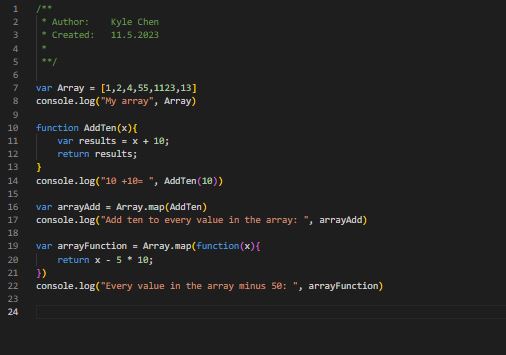 1 /**
2  * Author:    Kyle Chen
3  * Created:   11.5.2023
4  *
5  **/
6
7 var Array = [1,2,4,55,1123,13]
8 console.log("My array", Array)
9
10 function AddTen(x){
11     var results = x + 10;
12     return results;
13 }
14 console.log("10 +10= ", AddTen(10))
15
16 var arrayAdd = Array.map(AddTen)
17 console.log("Add ten to every value in the array: ", arrayAdd)
18
19 var arrayFunction = Array.map(function(x){
20     return x - 5 * 10;
21 })
22 console.log("Every value in the array minus 50: ", arrayFunction)
23
24